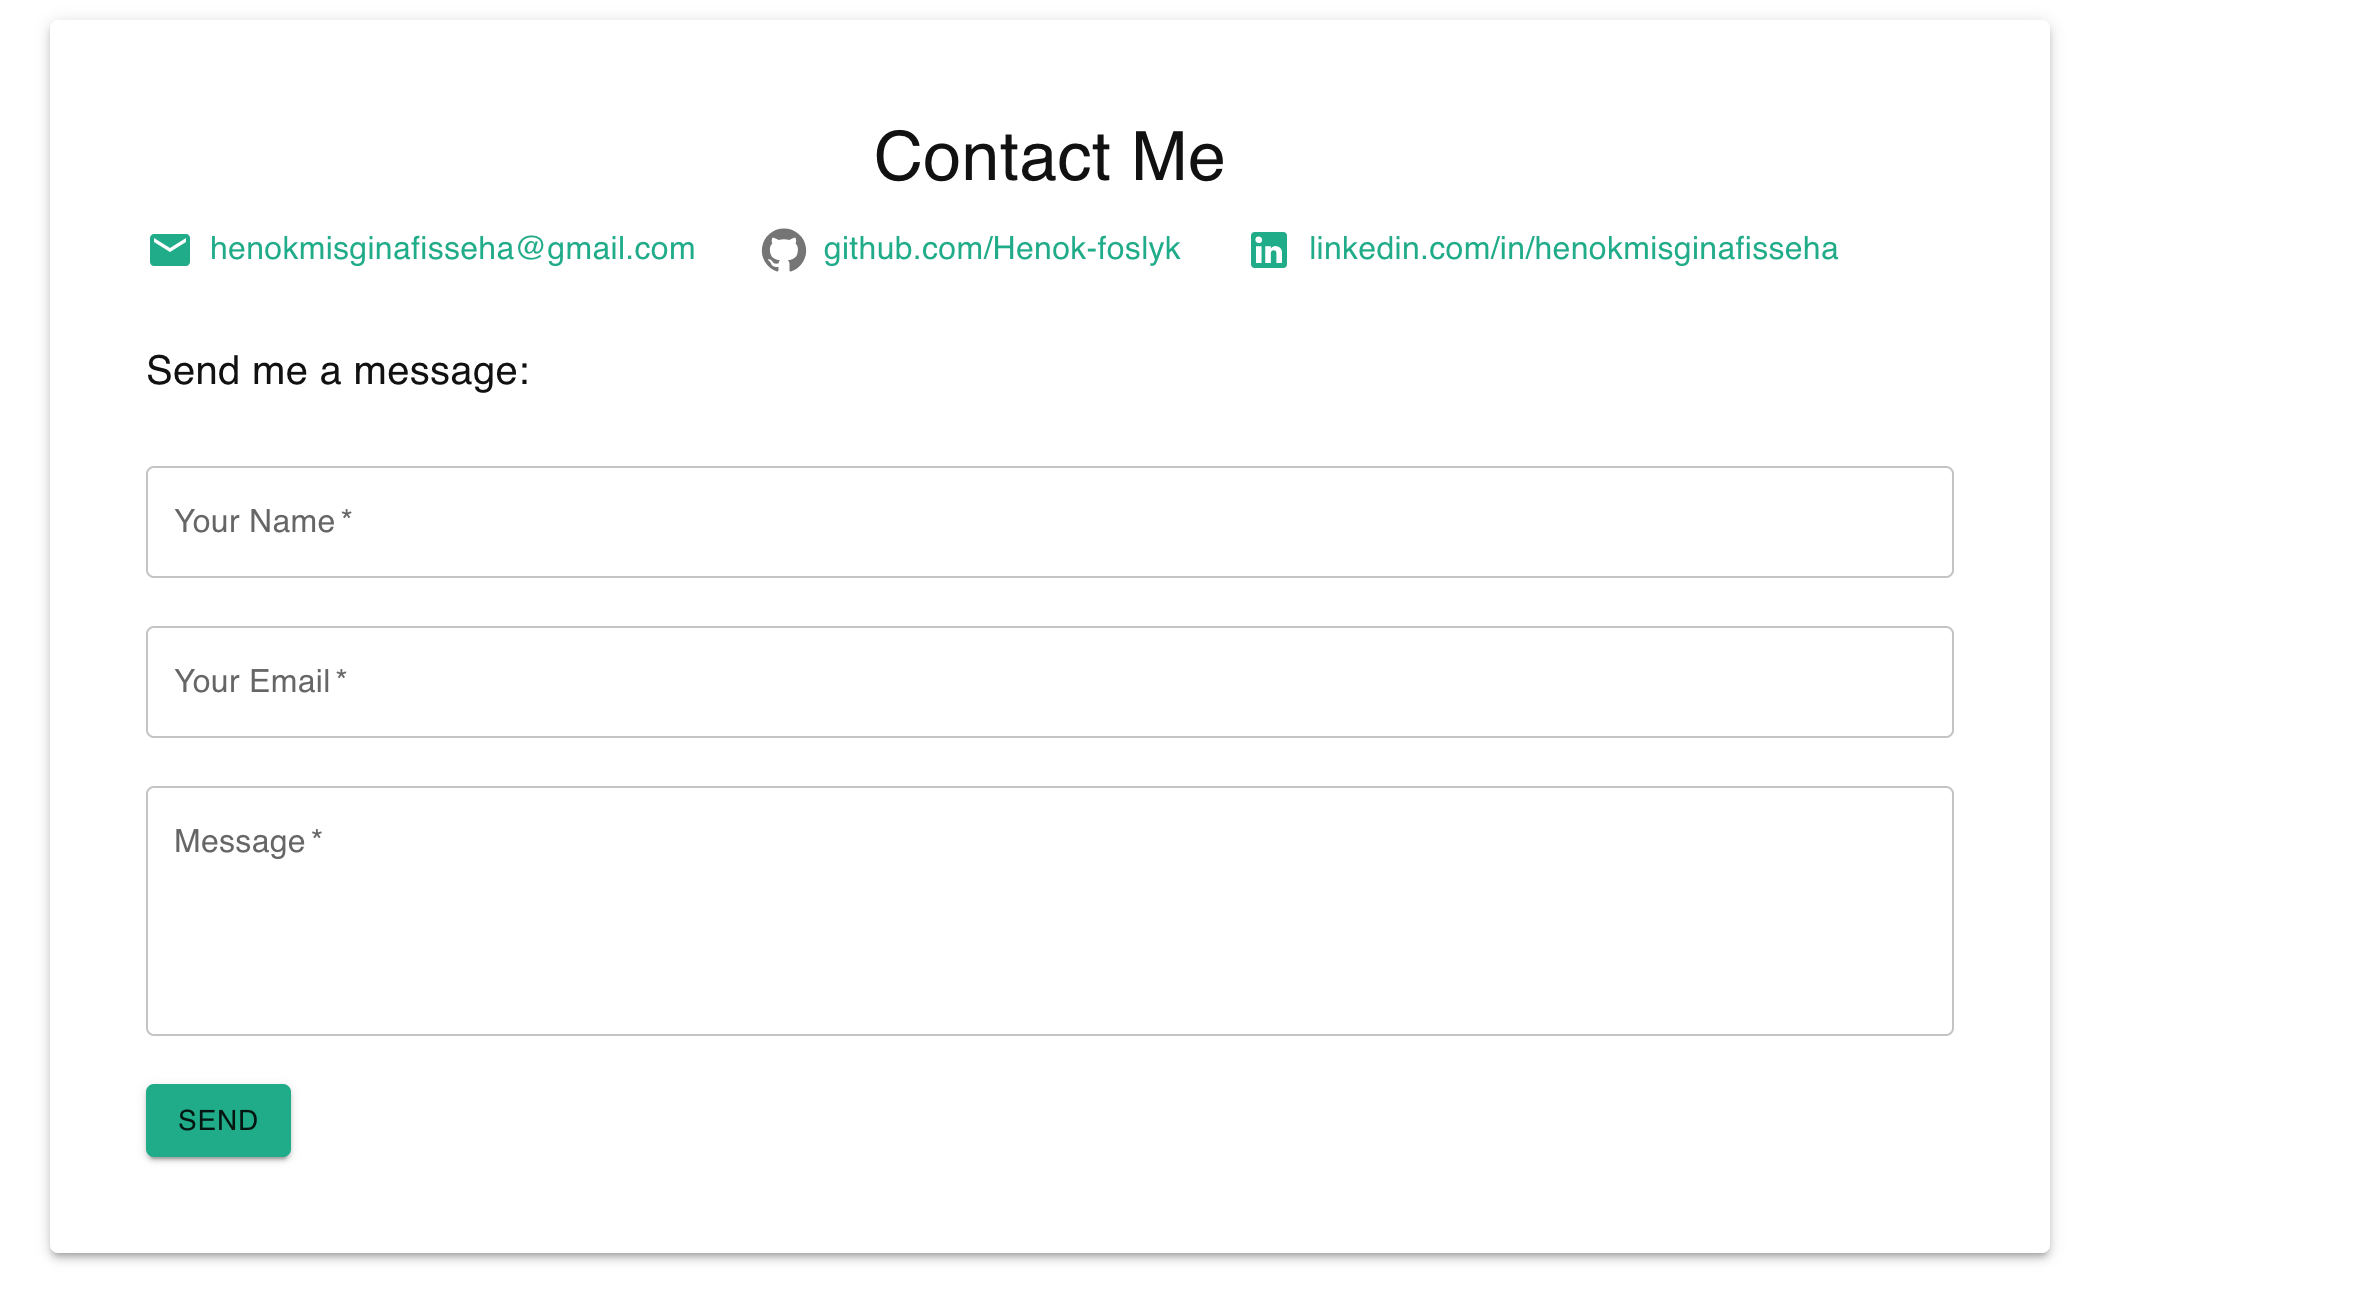 Contact Me
henokmisginafisseha@gmail.com github.com/Henok-foslyk linkedin.com/in/henokmisginafisseha
Send me a message:
Your Name *
Your Email *
Message *
SEND